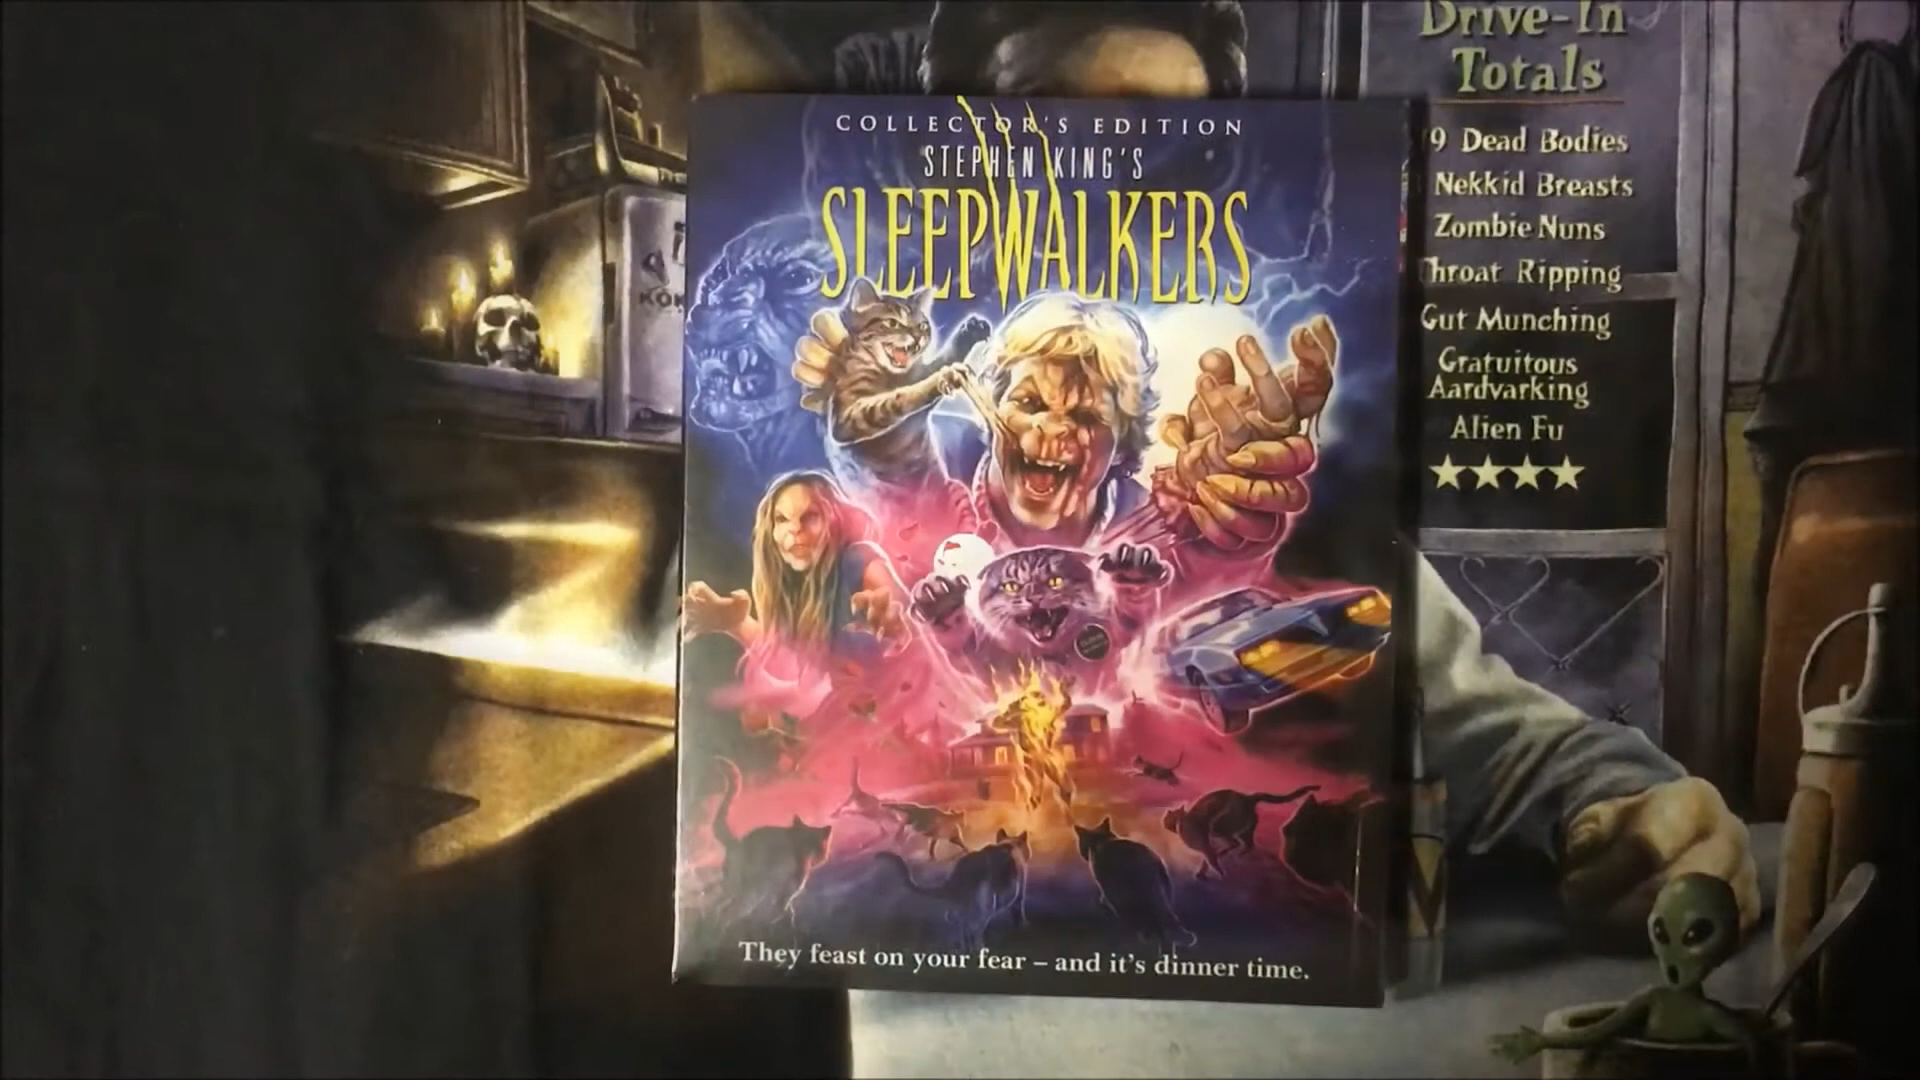 COLLECTOR'S EDITION
STEPHEN KING'S
SLEEPWALKERS
They feast on your fear – and it's dinner time.
Drive-In
Totals
9 Dead Bodies
Nekkid Breasts
Zombie Nuns
Throat Ripping
Gut Munching
Gratuitous
Aardvarking
Alien Fu